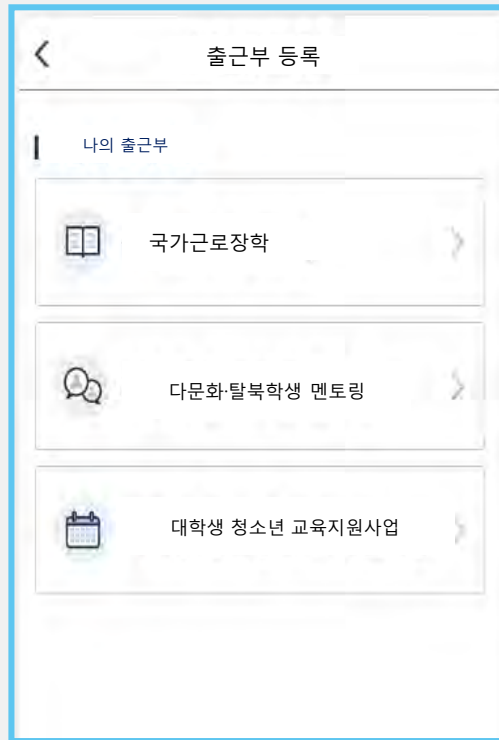 출근부 등록
나의 출근부
국가근로장학
다문화·탈북학생 멘토링
대학생 청소년 교육지원사업